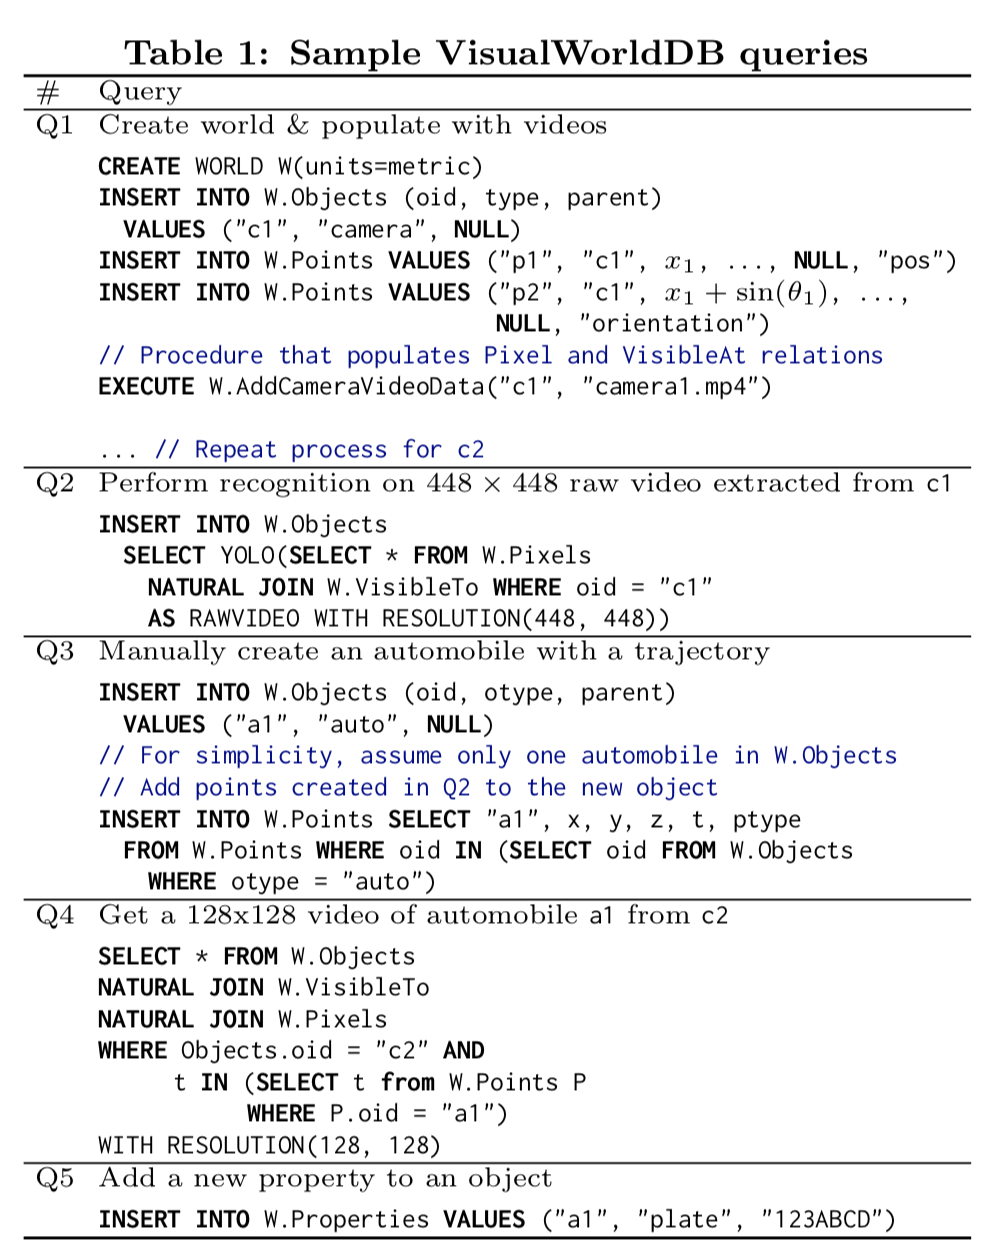 Table 1: Sample VisualWorldDB queries
# Query
Q1 Create world & populate with videos
CREATE WORLD W(units=metric)
INSERT INTO W.Objects (oid, type, parent)
VALUES ("c1", "camera", NULL)
INSERT INTO W.Points VALUES ("p1", "c1", x₁, ..., NULL, "pos")
INSERT INTO W.Points VALUES ("p2", "c1", x₁ + sin(θ₁), ...,
NULL, "orientation")
// Procedure that populates Pixel and VisibleAt relations
EXECUTE W.AddCameraVideoData("c1", "camera1.mp4")
... // Repeat process for c2
Q2 Perform recognition on 448 × 448 raw video extracted from c1
INSERT INTO W.Objects
SELECT YOLO(SELECT * FROM W.Pixels
NATURAL JOIN W.VisibleTo WHERE oid = "c1"
AS RAWVIDEO WITH RESOLUTION(448, 448))
Q3 Manually create an automobile with a trajectory
INSERT INTO W.Objects (oid, otype, parent)
VALUES ("a1", "auto", NULL)
// For simplicity, assume only one automobile in W.Objects
// Add points created in Q2 to the new object
INSERT INTO W.Points SELECT "a1", x, y, z, t, ptype
FROM W.Points WHERE oid IN (SELECT oid FROM W.Objects
WHERE otype = "auto")
Q4 Get a 128x128 video of automobile a1 from c2
SELECT * FROM W.Objects
NATURAL JOIN W.VisibleTo
NATURAL JOIN W.Pixels
WHERE Objects.oid = "c2" AND
t IN (SELECT t from W.Points P
WHERE P.oid = "a1")
WITH RESOLUTION(128, 128)
Q5 Add a new property to an object
INSERT INTO W.Properties VALUES ("a1", "plate", "123ABCD")